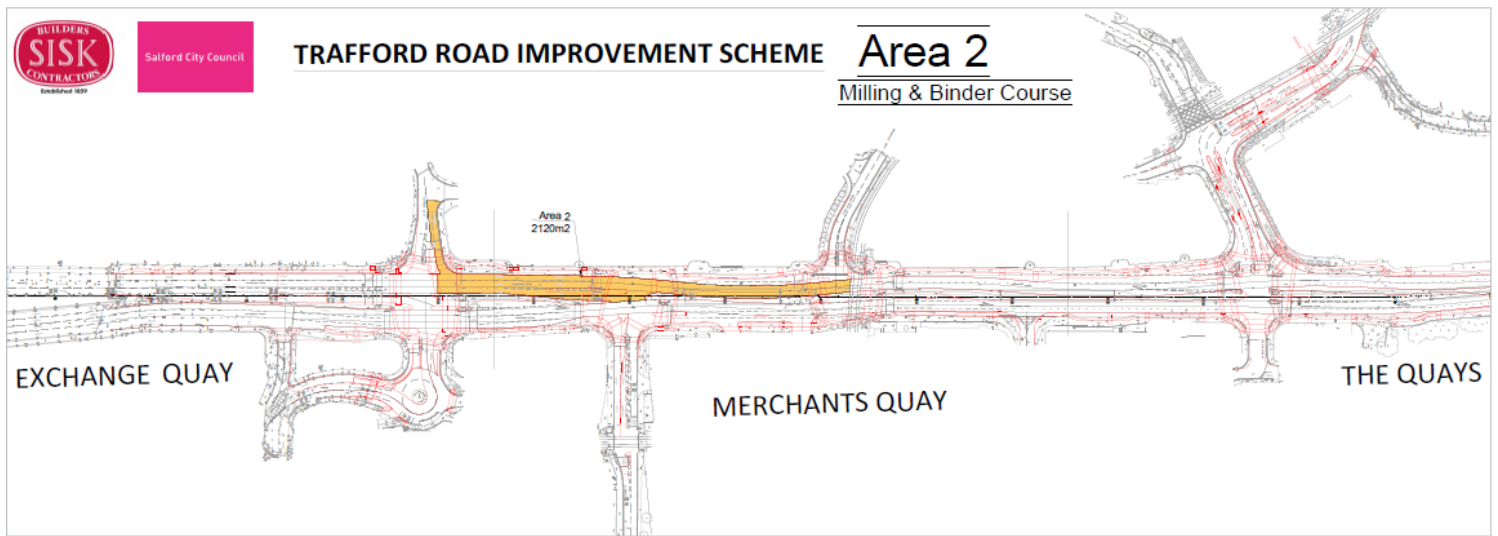 BUILDERS
SISK
CONTRACTORS
Established 1859
Salford City Council
TRAFFORD ROAD IMPROVEMENT SCHEME
Area 2
Milling & Binder Course
Area 2
2120m2
EXCHANGE QUAY
MERCHANTS QUAY
THE QUAYS